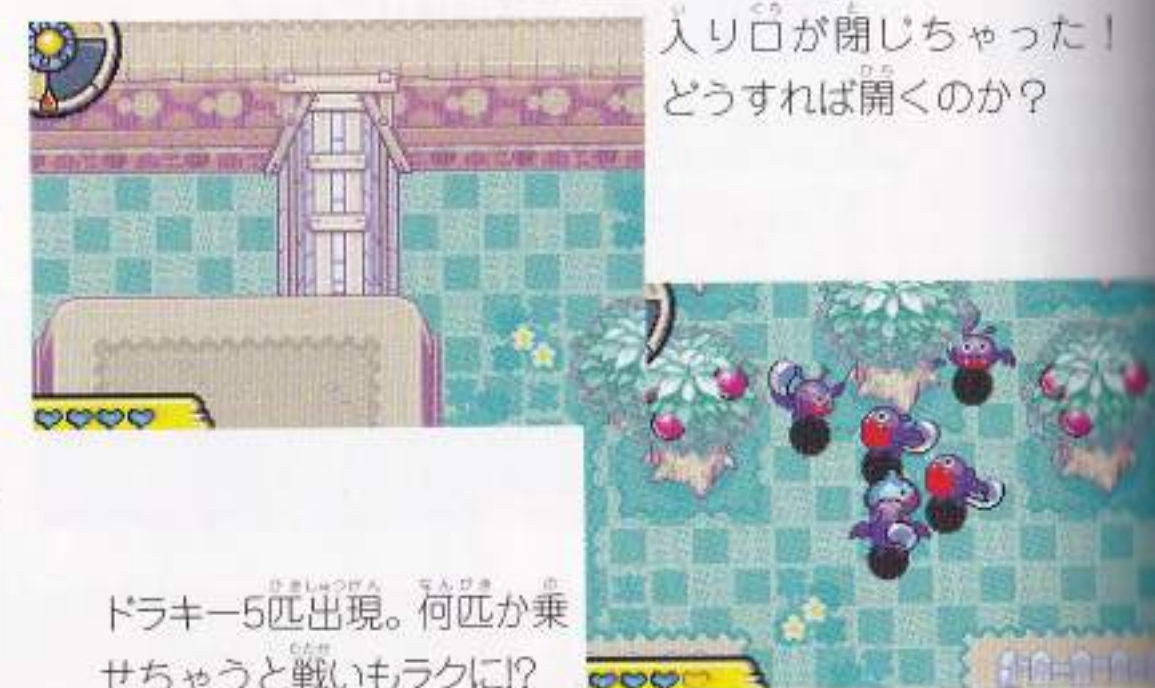 入り口が閉じちゃった！
どうすれば開くのか？
ドラキー5匹出現。何匹か乗
せちゃうと戦いもラクに!?